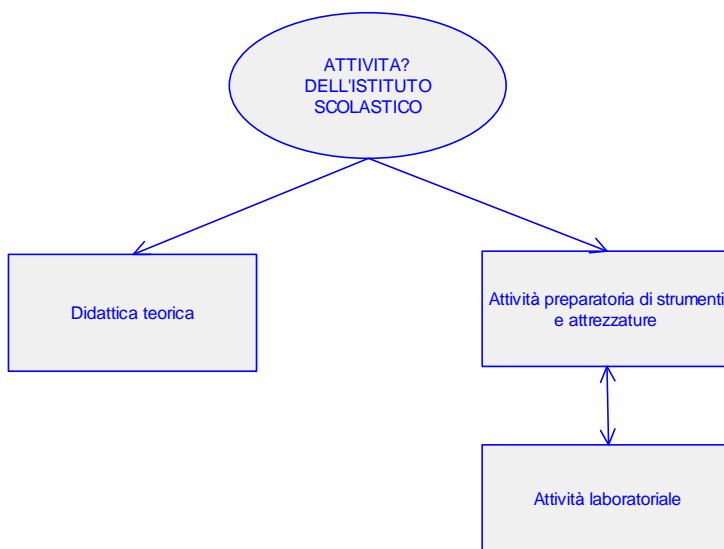 ATTIVITA?
DELL'ISTITUTO
SCOLASTICO
Didattica teorica
Attività preparatoria di strumenti
e attrezzature
Attività laboratoriale